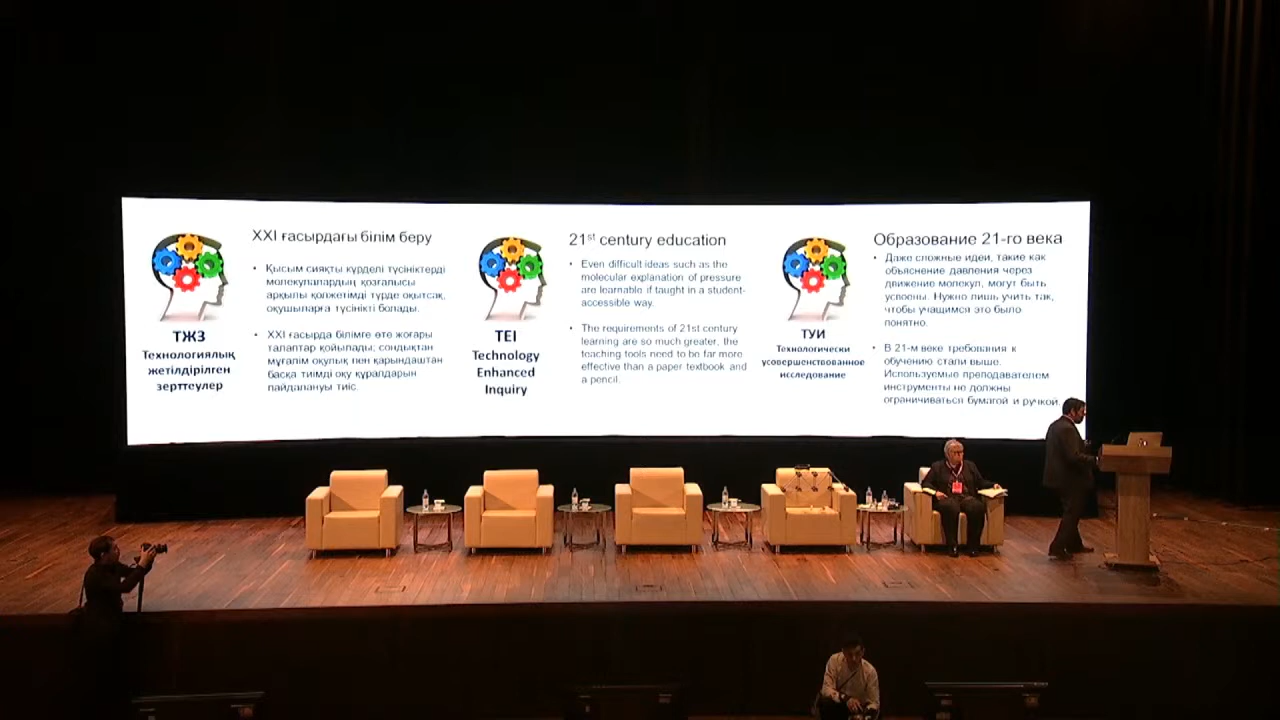 XXI ғасырдағы білім беру
• Қысым сияқты күрделі түсініктерді
молекулалардың қозғалысы
арқылы қолжетімді түрде оқытсақ,
оқушыларға түсінікті болады.
• XXI ғасырда білімге өте жоғары
талаптар қойылады, сондықтан
мұғалім оқулық пен қарындаштан
басқа тиімді оқу құралдарын
пайдалануы тиіс.
ТЖЗ
Технологиялық
жетілдірілген
зерттеулер
21st century education
• Even difficult ideas such as the
molecular explanation of pressure
are learnable if taught in a student-
accessible way.
• The requirements of 21st century
learning are so much greater, the
teaching tools need to be far more
effective than a paper textbook and
a pencil.
TEI
Technology
Enhanced
Inquiry
Образование 21-го века
• Даже сложные идеи, такие как
объяснение давления через
движение молекул, могут быть
усвоены. Нужно лишь учить так,
чтобы учащимся это было
понятно.
• В 21-м веке требования к
обучению стали выше.
Используемые преподавателем
инструменты не должны
ограничиваться бумагой и ручкой.
ТУИ
Технологически
усовершенствованное
исследование